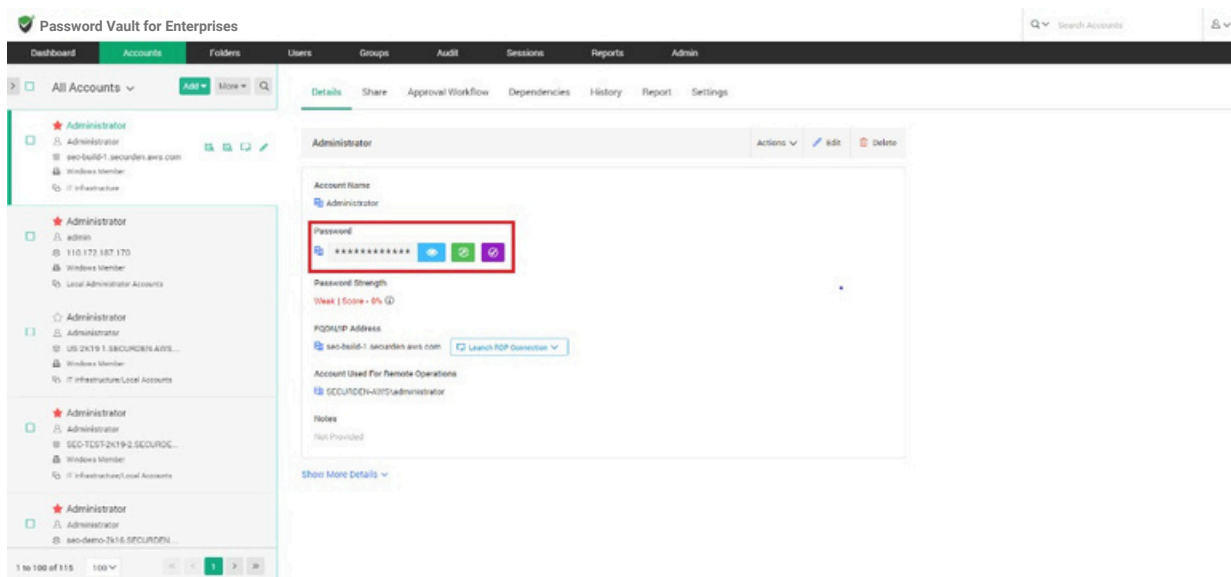 Password Vault for Enterprises
Search Accounts
Dashboard Accounts Folders Users Groups Audit Sessions Reports Admin
All Accounts Add More
Details Share Approval Workflow Dependencies History Report Settings
Administrator
Administrator
sec-build-1.securden.aws.com
Windows Member
IT Infrastructure
Administrator
admin
110.172.187.170
Windows Member
Local Administrator Accounts
Administrator
Administrator
US-2K19 1.SECURDEN.AWS...
Windows Member
IT Infrastructure/Local Accounts
Administrator
Administrator
SEC-TEST-2K19-2.SECURDE...
Windows Member
IT Infrastructure/Local Accounts
Administrator
Administrator
sec-demo-2k16.SECURDEN...
1 to 100 of 115 100 « < 1 > »
Administrator Actions Edit Delete
Account Name
Administrator
Password
************
Password Strength
Weak | Score - 0%
FQDN/IP Address
sec-build-1.securden.aws.com Launch RDP Connection
Account Used For Remote Operations
SECURDEN-AWS\administrator
Notes
Not Provided
Show More Details